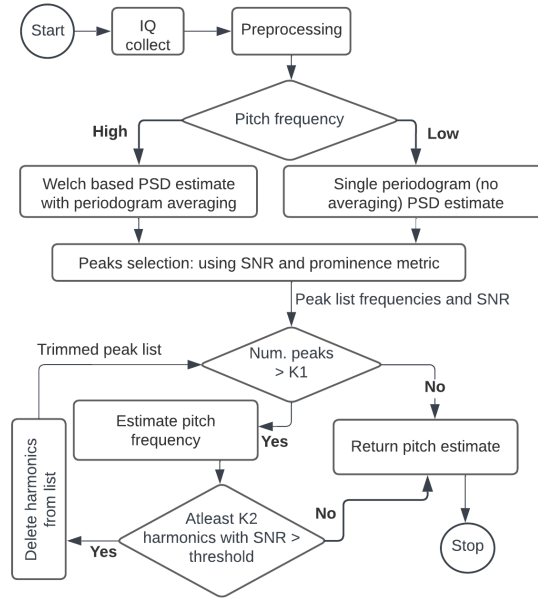 Start
IQ
collect
Preprocessing
Pitch frequency
High
Low
Welch based PSD estimate
with periodogram averaging
Single periodogram (no
averaging) PSD estimate
Peaks selection: using SNR and prominence metric
Peak list frequencies and SNR
Trimmed peak list
Num. peaks
> K1
No
Yes
Estimate pitch
frequency
Return pitch estimate
Delete harmonics
from list
Atleast K2
harmonics with SNR >
threshold
No
Yes
Stop